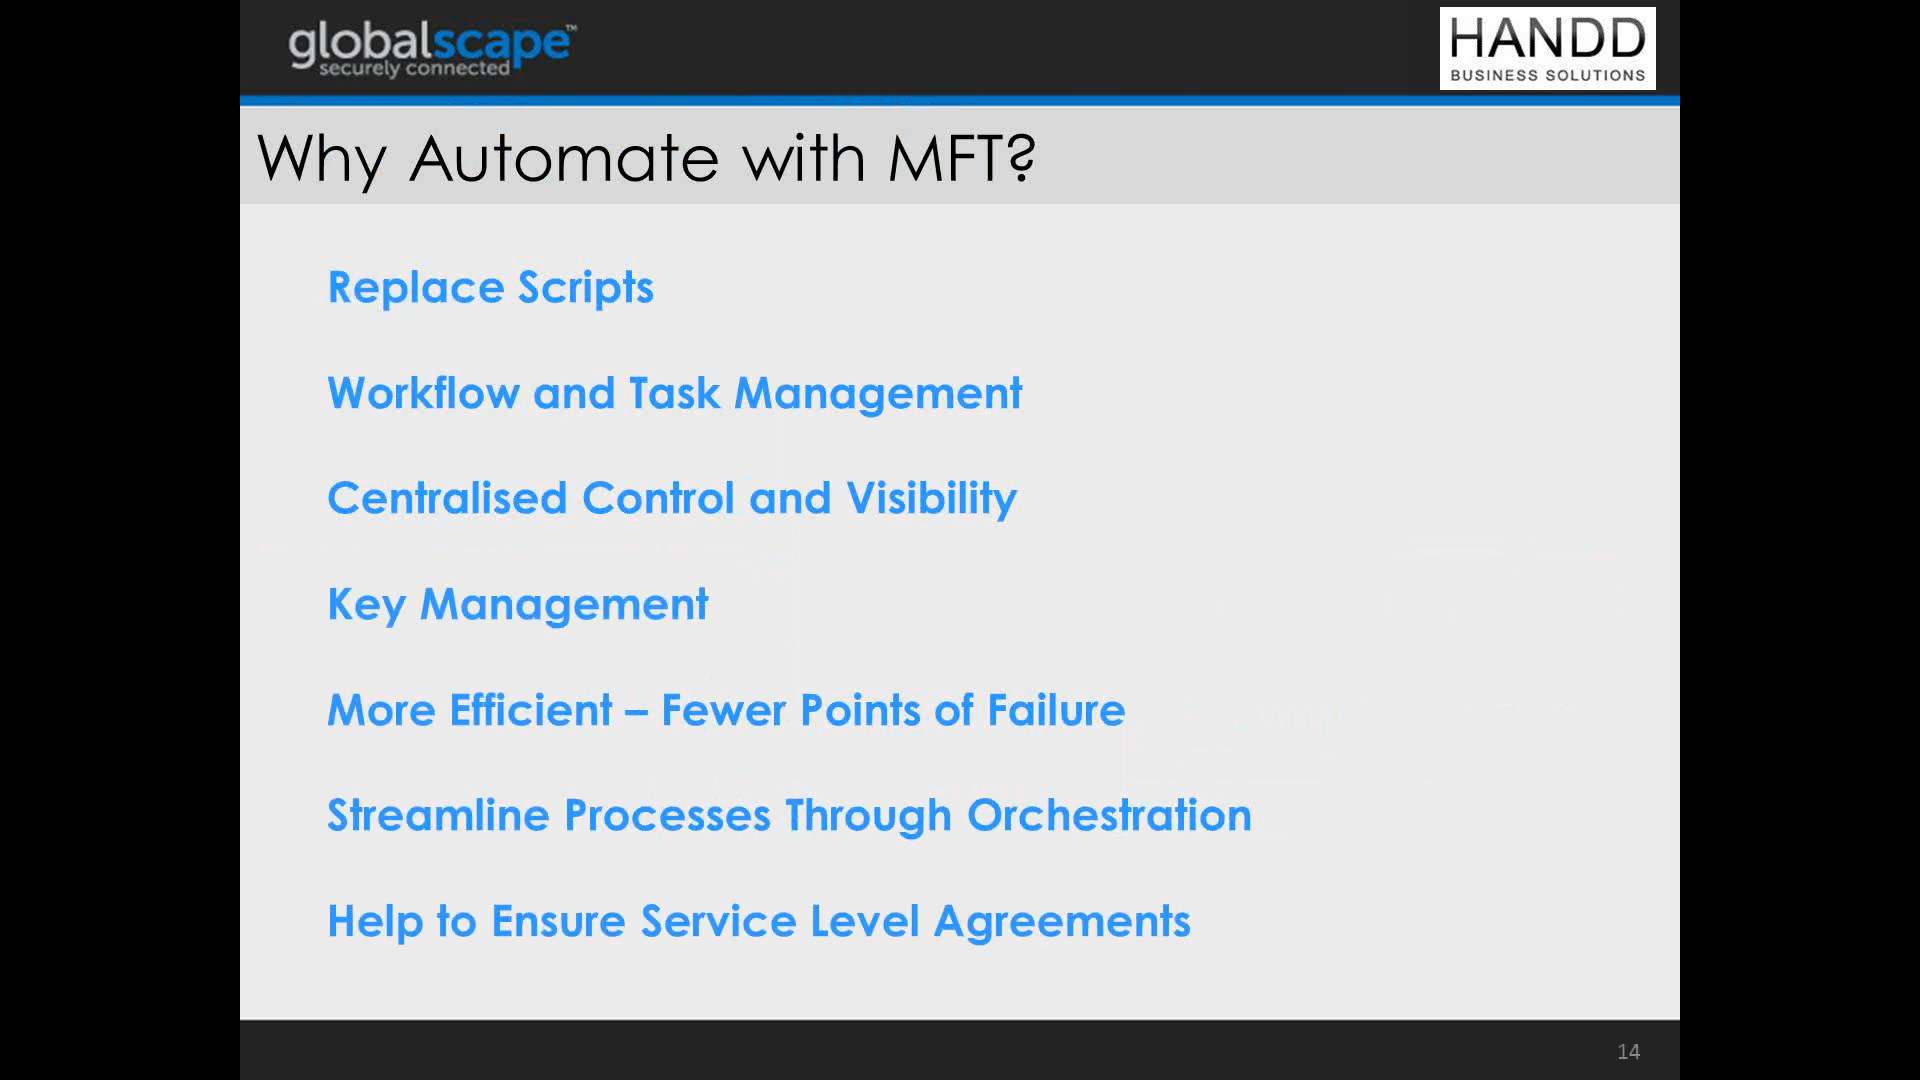 globalscape™
securely connected
HANDD
BUSINESS SOLUTIONS
Why Automate with MFT?
Replace Scripts
Workflow and Task Management
Centralised Control and Visibility
Key Management
More Efficient – Fewer Points of Failure
Streamline Processes Through Orchestration
Help to Ensure Service Level Agreements
14